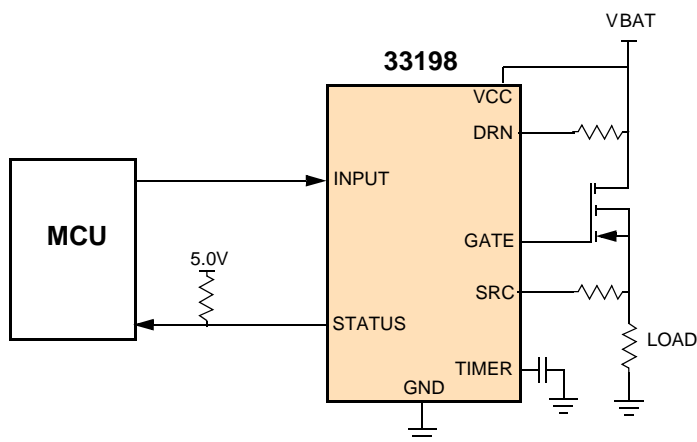 VBAT
33198
VCC
DRN
INPUT
MCU
GATE
5.0V
SRC
STATUS
LOAD
TIMER
GND